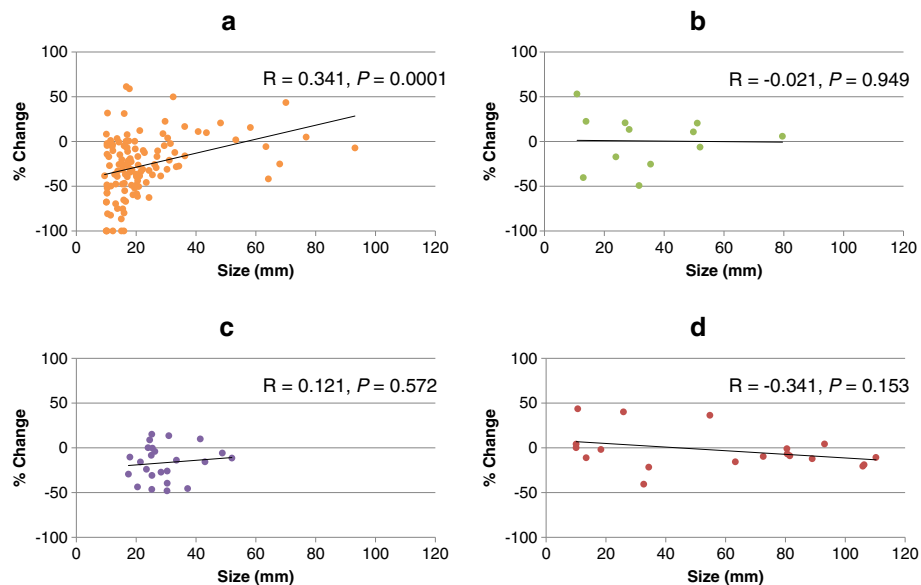 a
R = 0.341, P = 0.0001
% Change
100
50
0
-50
-100
0 20 40 60 80 100 120
Size (mm)
b
R = -0.021, P = 0.949
% Change
100
50
0
-50
-100
0 20 40 60 80 100 120
Size (mm)
c
R = 0.121, P = 0.572
% Change
100
50
0
-50
-100
0 20 40 60 80 100 120
Size (mm)
d
R = -0.341, P = 0.153
% Change
100
50
0
-50
-100
0 20 40 60 80 100 120
Size (mm)